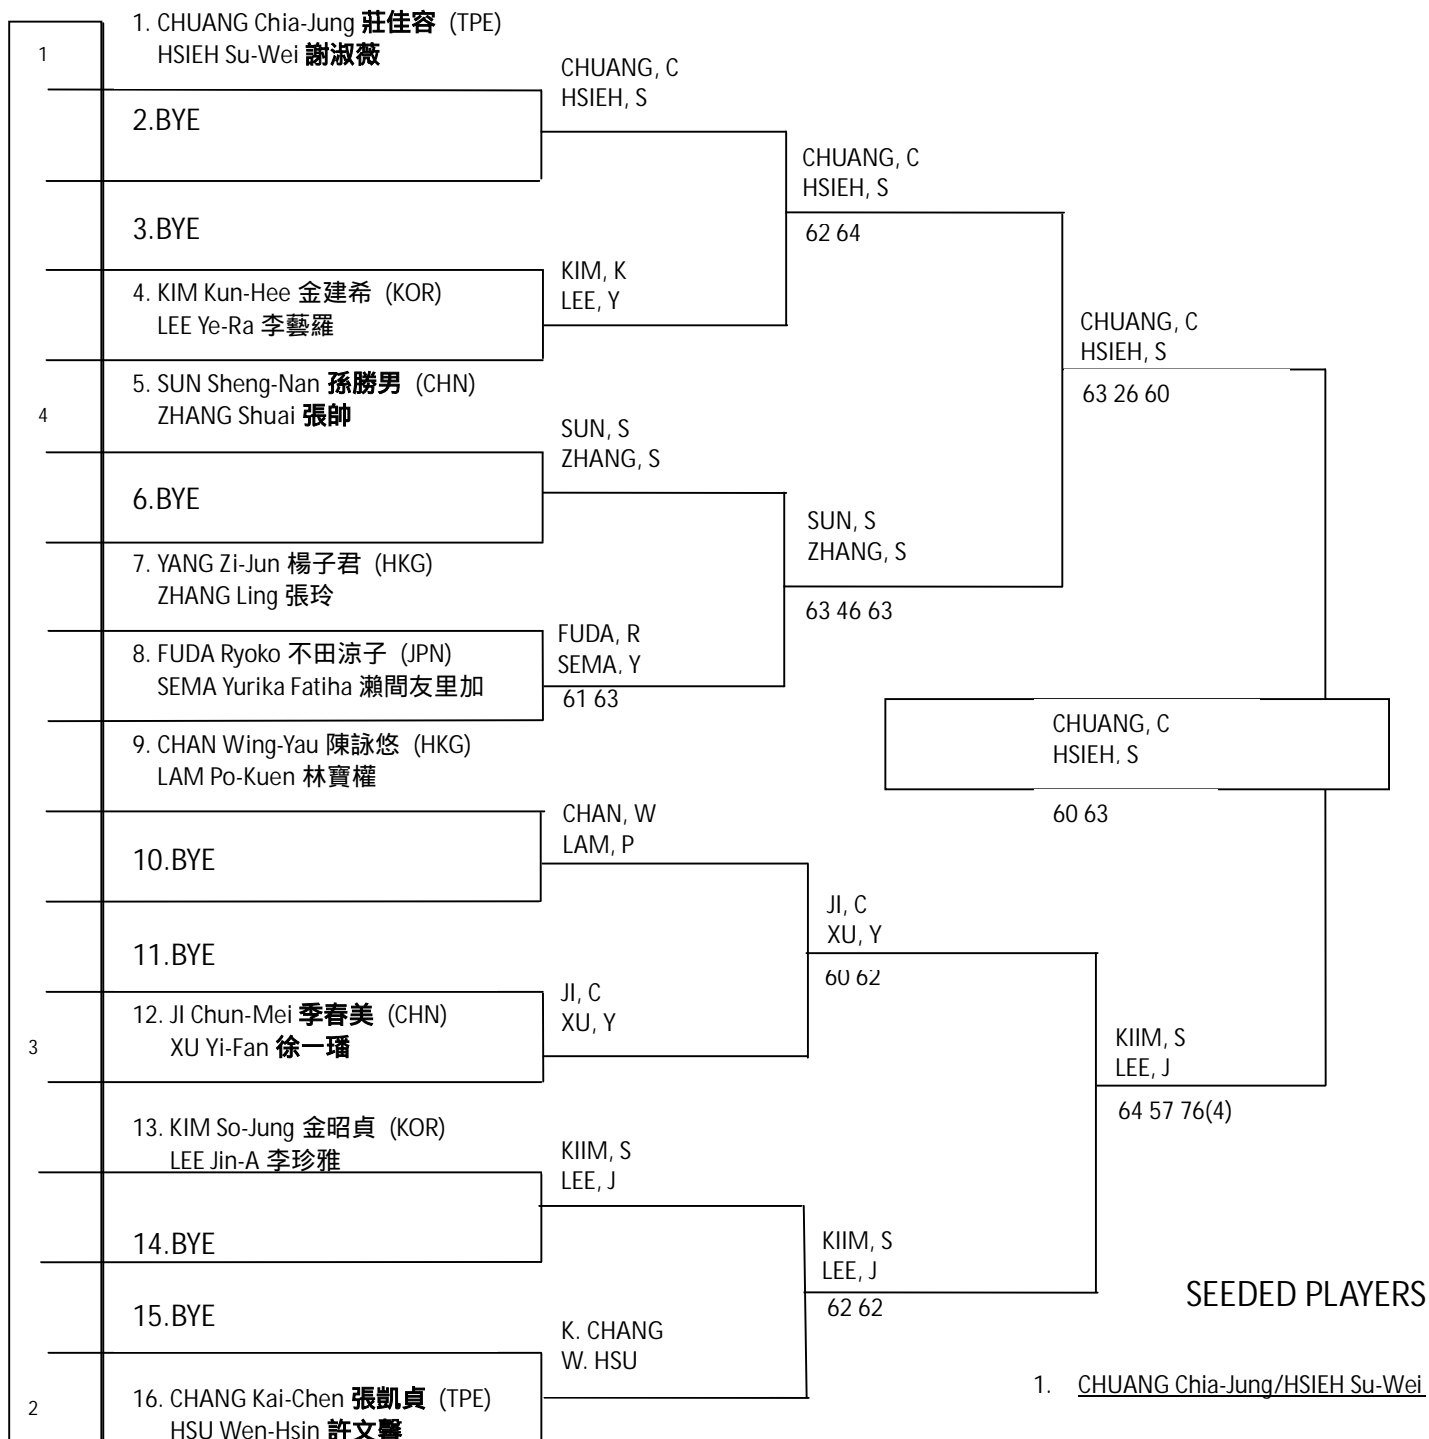 1. CHUANG Chia-Jung 莊佳容 (TPE)
1
HSIEH Su-Wei 謝淑薇
CHUANG, C
HSIEH, S
2.BYE
CHUANG, C
HSIEH, S
3.BYE
62 64
KIM, K
LEE, Y
4. KIM Kun-Hee 金建希 (KOR)
LEE Ye-Ra 李藝羅
CHUANG, C
HSIEH, S
63 26 60
5. SUN Sheng-Nan 孫勝男 (CHN)
4
ZHANG Shuai 張帥
SUN, S
ZHANG, S
6.BYE
SUN, S
ZHANG, S
63 46 63
7. YANG Zi-Jun 楊子君 (HKG)
ZHANG Ling 張玲
FUDA, R
SEMA, Y
61 63
8. FUDA Ryoko 不田涼子 (JPN)
SEMA Yurika Fatiha 瀨間友里加
CHUANG, C
HSIEH, S
60 63
9. CHAN Wing-Yau 陳詠悠 (HKG)
LAM Po-Kuen 林寶權
CHAN, W
LAM, P
10.BYE
JI, C
XU, Y
60 62
11.BYE
JI, C
XU, Y
12. JI Chun-Mei 季春美 (CHN)
3
XU Yi-Fan 徐一璠
KIIM, S
LEE, J
64 57 76(4)
13. KIM So-Jung 金昭貞 (KOR)
LEE Jin-A 李珍雅
KIIM, S
LEE, J
14.BYE
KIIM, S
LEE, J
62 62
15.BYE
K. CHANG
W. HSU
16. CHANG Kai-Chen 張凱貞 (TPE)
2
HSU Wen-Hsin 許文馨
SEEDED PLAYERS
1. CHUANG Chia-Jung/HSIEH Su-Wei